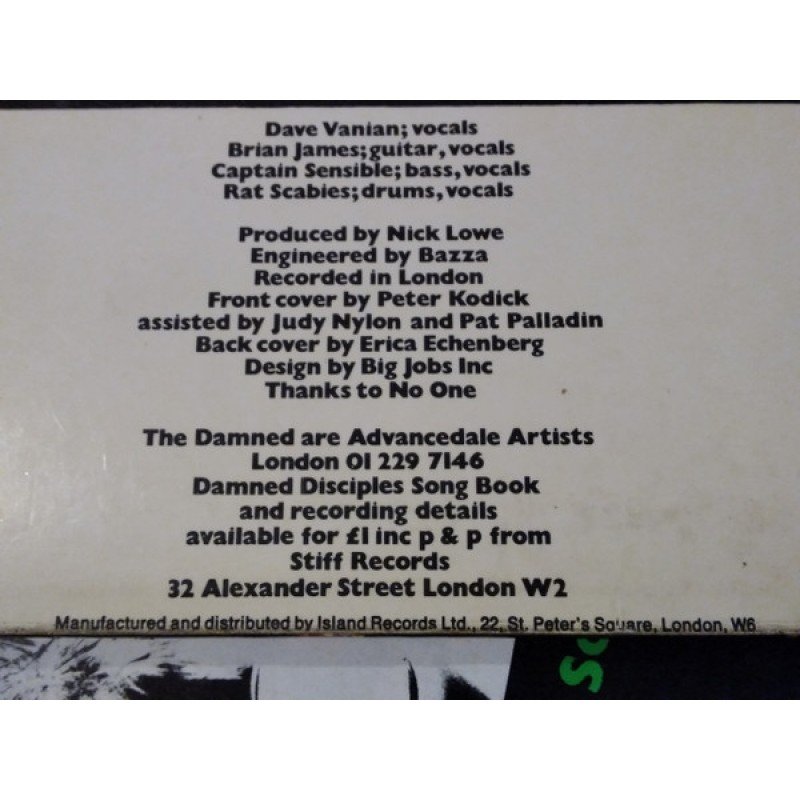 Dave Vanian; vocals
Brian James; guitar, vocals
Captain Sensible; bass, vocals
Rat Scabies; drums, vocals
Produced by Nick Lowe
Engineered by Bazza
Recorded in London
Front cover by Peter Kodick
assisted by Judy Nylon and Pat Palladin
Back cover by Erica Echenberg
Design by Big Jobs Inc
Thanks to No One
The Damned are Advancedale Artists
London 01 229 7146
Damned Disciples Song Book
and recording details
available for £1 inc p & p from
Stiff Records
32 Alexander Street London W2
Manufactured and distributed by Island Records Ltd., 22, St. Peter's Square, London, W6